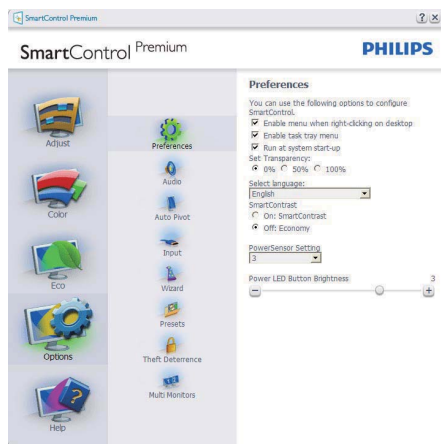 SmartControl Premium
SmartControl Premium
PHILIPS
Adjust
Color
Eco
Options
Help
Preferences
Audio
Auto Pivot
Input
Wizard
Presets
Theft Deterrence
Multi Monitors
Preferences
You can use the following options to configure
SmartControl.
Enable menu when right-clicking on desktop
Enable task tray menu
Run at system start-up
Set Transparency:
0% 50% 100%
Select language:
English
SmartContrast
On: SmartContrast
Off: Economy
PowerSensor Setting
3
Power LED Button Brightness 3